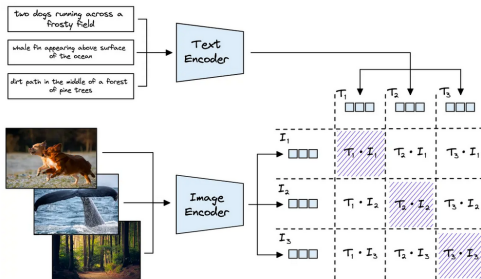 two dogs running across a
frosty field
whale fin appearing above surface
of the ocean
dirt path in the middle of a forest
of pine trees
Text
Encoder
T₁ T₂ T₃
I₁
T₁ · I₁ T₂ · I₁ T₃ · I₁
Image
Encoder
I₂
T₁ · I₂ T₂ · I₂ T₃ · I₂
I₃
T₁ · I₃ T₂ · I₃ T₃ · I₃